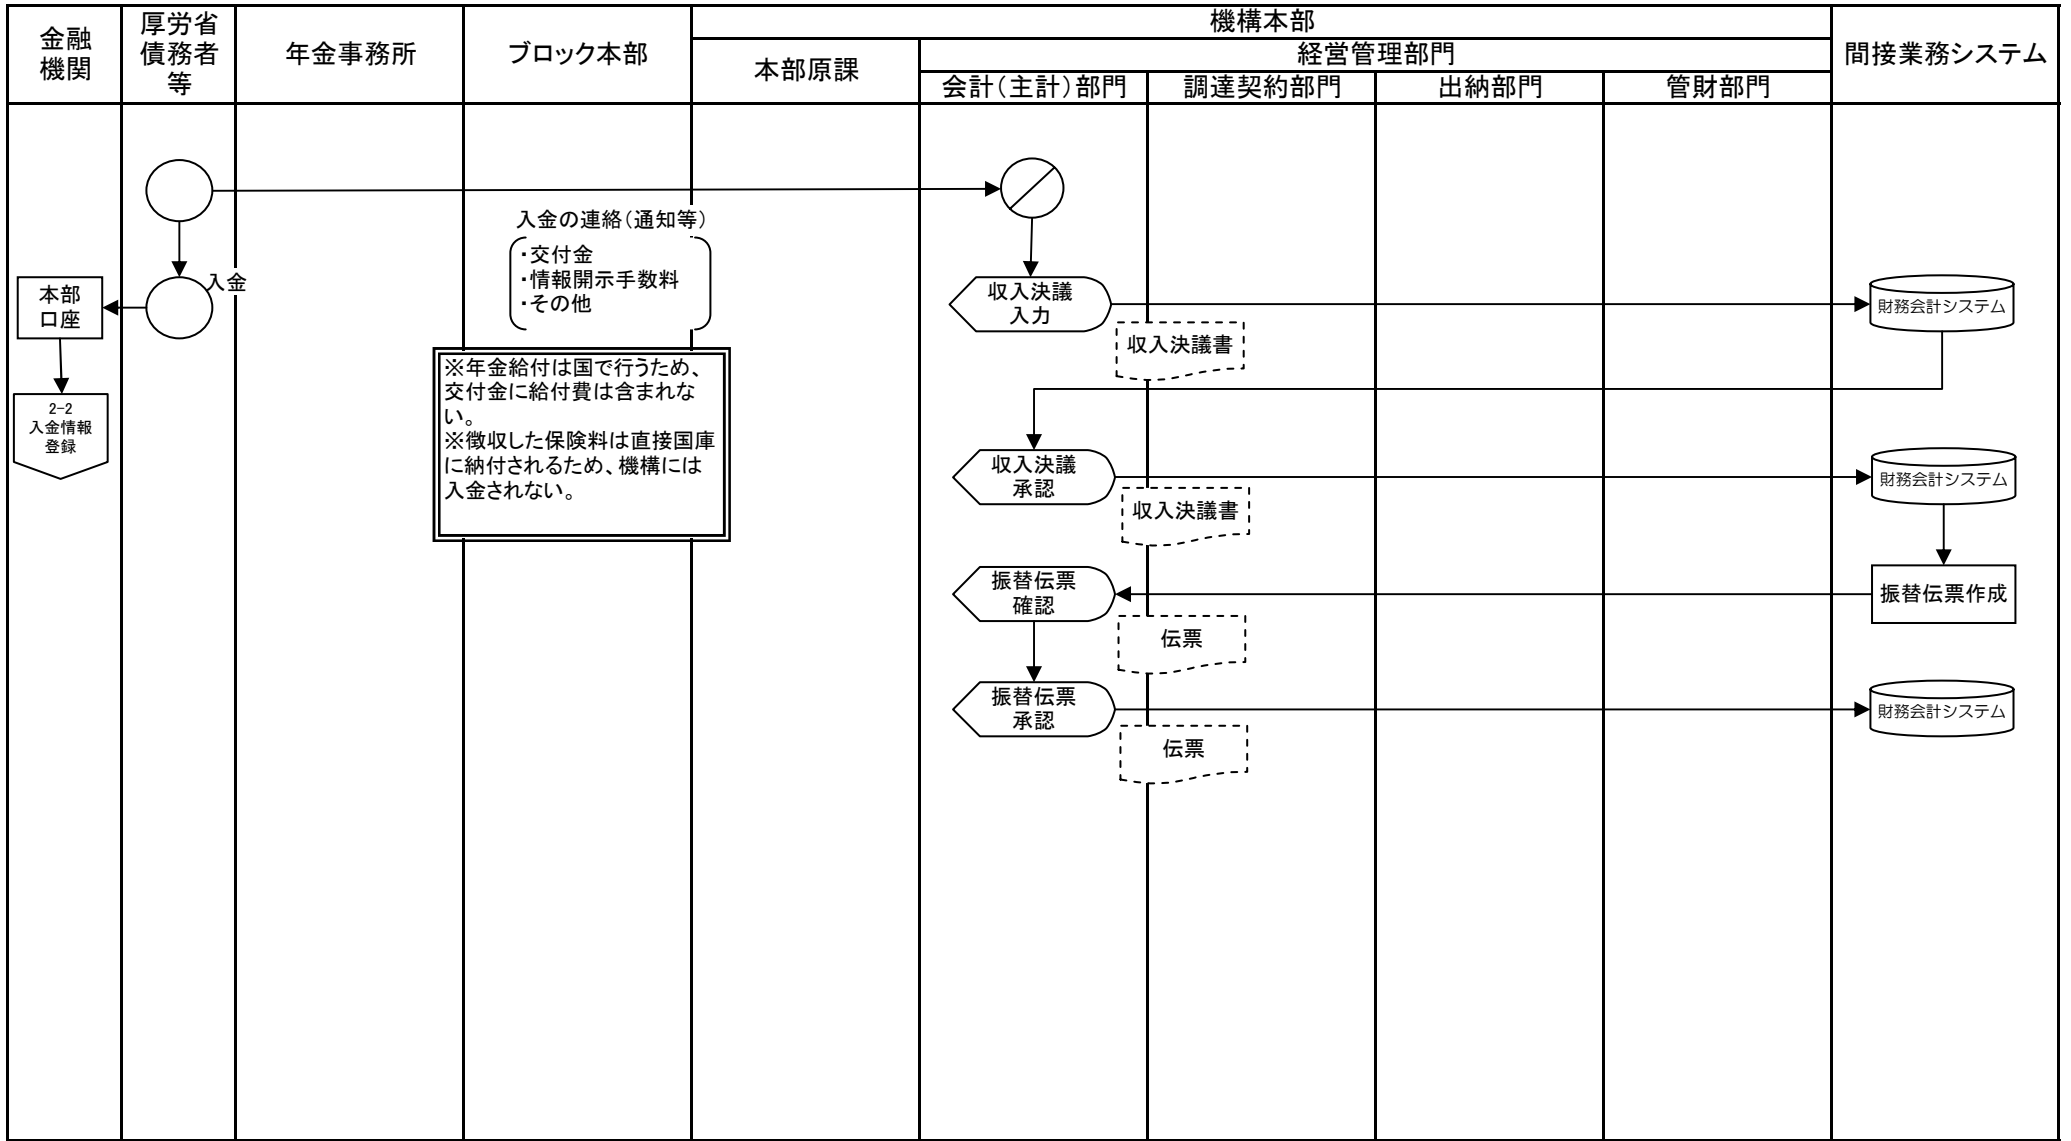 金融
機関
厚労省
債務者
等
年金事務所
ブロック本部
機構本部
本部原課
経営管理部門
会計（主計）部門
調達契約部門
出納部門
管財部門
間接業務システム
入金の連絡（通知等）
・交付金
・情報開示手数料
・その他
入金
本部
口座
2-2
入金情報
登録
※年金給付は国で行うため、
交付金に給付費は含まれな
い。
※徴収した保険料は直接国庫
に納付されるため、機構には
入金されない。
収入決議
入力
収入決議書
財務会計システム
収入決議
承認
収入決議書
財務会計システム
振替伝票
確認
伝票
振替伝票作成
振替伝票
承認
伝票
財務会計システム